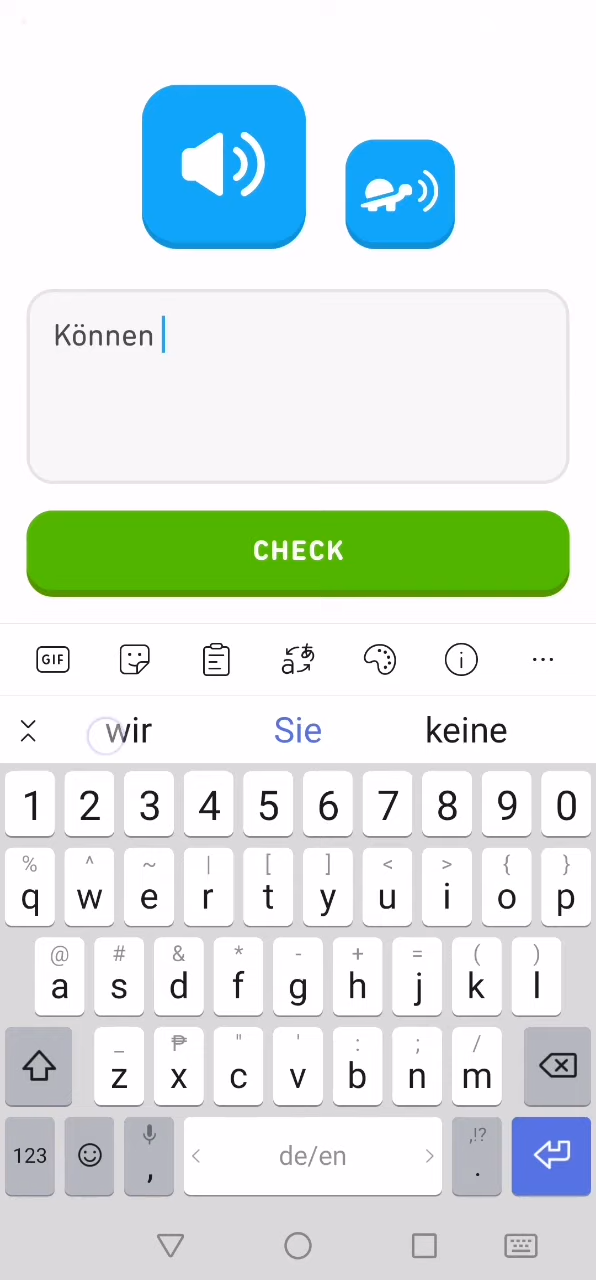 Können
CHECK
GIF
wir Sie keine
1 2 3 4 5 6 7 8 9 0
% ^ ~ | [ ] < > { }
q w e r t y u i o p
@ # & * - + = ( )
a s d f g h j k l
_ ₱ " ' : ; /
z x c v b n m
123 , < de/en > ,!? .